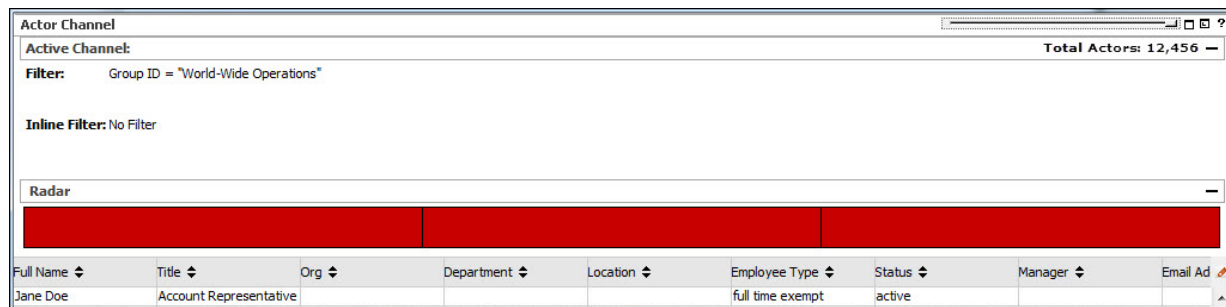 Actor Channel ?
Active Channel: Total Actors: 12,456
Filter: Group ID = "World-Wide Operations"
Inline Filter: No Filter
Radar
Full Name Title Org Department Location Employee Type Status Manager Email Ad
Jane Doe Account Representative full time exempt active